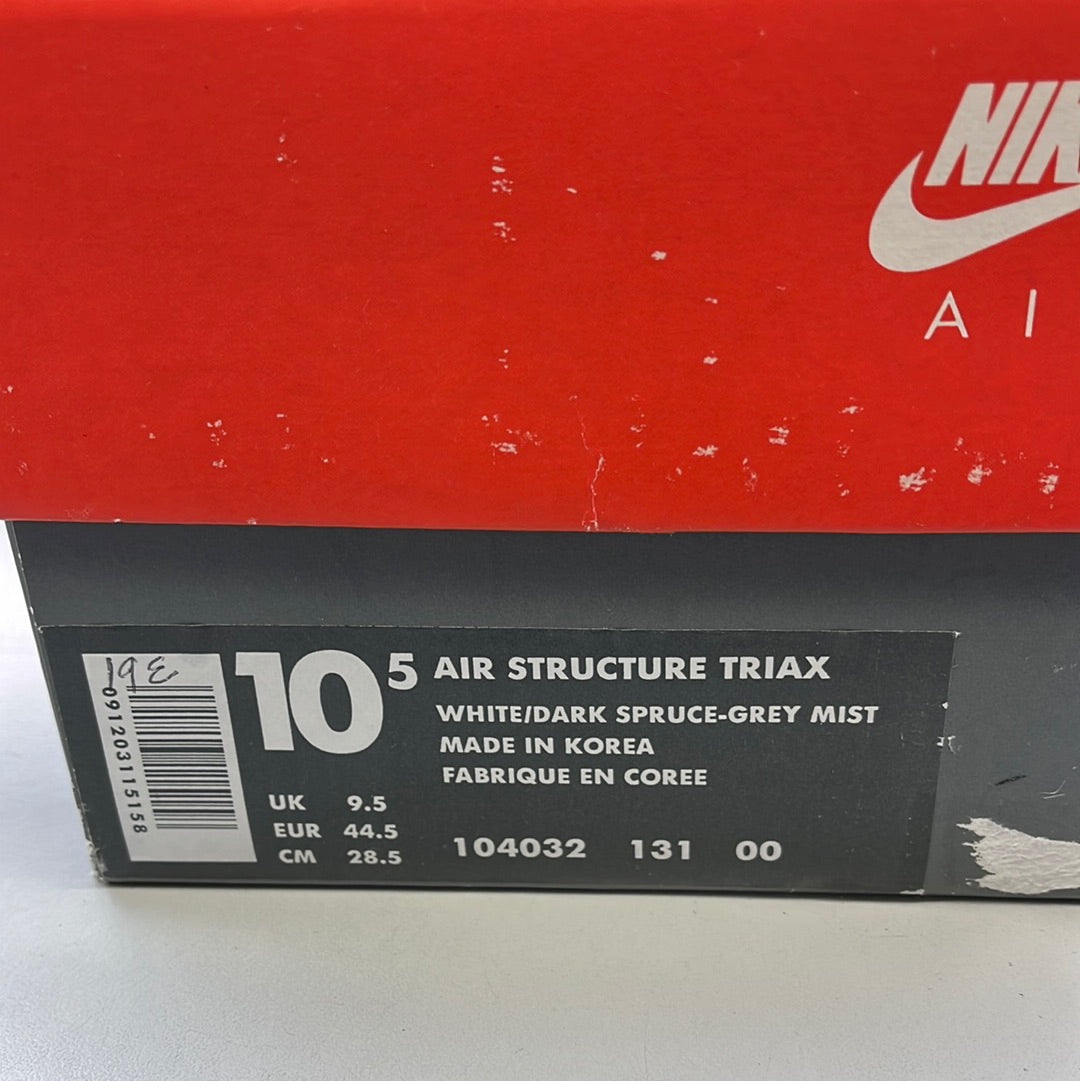 NIK
AI
19E
091203115158
10 5 AIR STRUCTURE TRIAX
WHITE/DARK SPRUCE-GREY MIST
MADE IN KOREA
FABRIQUE EN COREE
UK 9.5
EUR 44.5
CM 28.5
104032 131 00